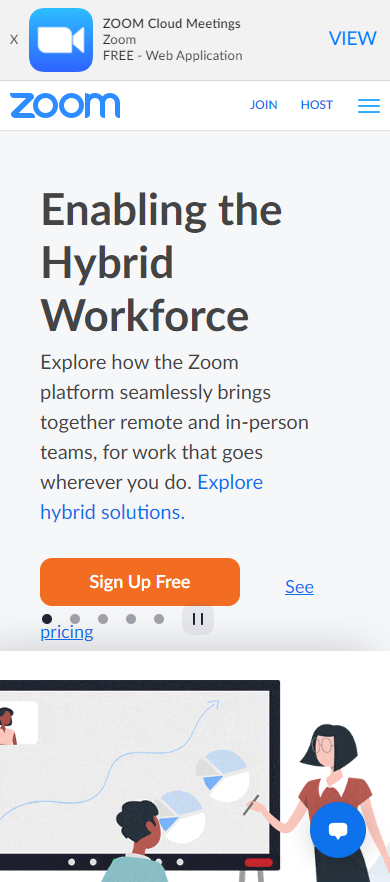 X
ZOOM Cloud Meetings
Zoom
FREE - Web Application
VIEW
zoom
JOIN
HOST
Enabling the
Hybrid
Workforce
Explore how the Zoom
platform seamlessly brings
together remote and in-person
teams, for work that goes
wherever you do. Explore
hybrid solutions.
Sign Up Free
See
pricing